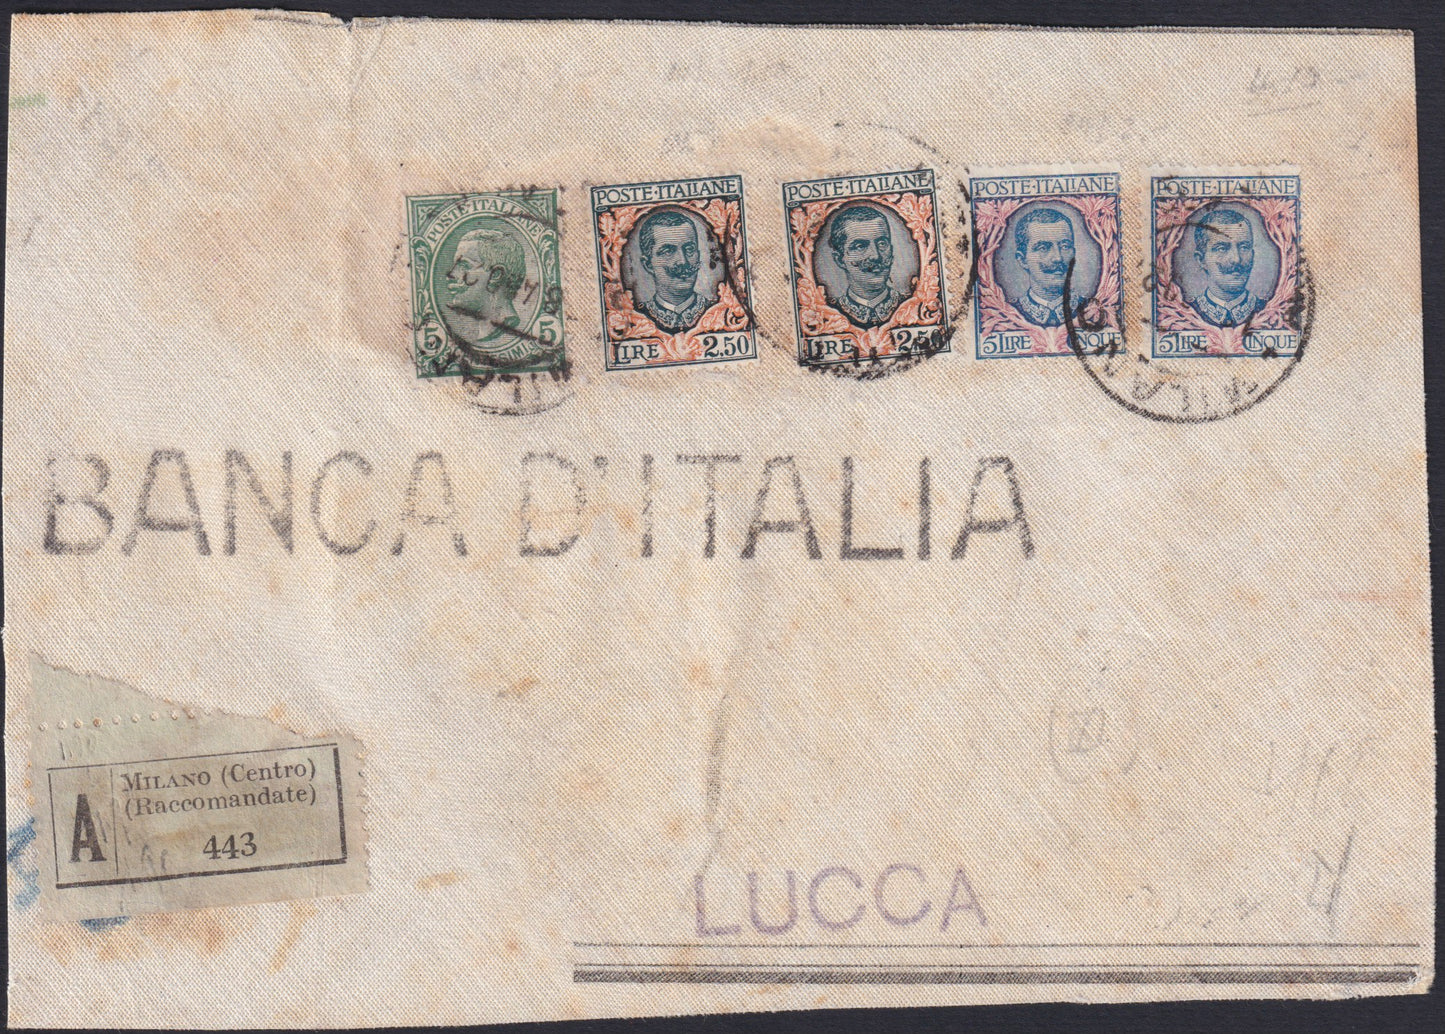 POSTE·ITALIANE
5 5
POSTE·ITALIANE
LIRE 2.50
POSTE·ITALIANE
LIRE 2.50
POSTE·ITALIANE
5 LIRE CINQUE
POSTE·ITALIANE
5 LIRE CINQUE
MILANO
BANCA D'ITALIA
A
MILANO (Centro)
(Raccomandate)
443
LUCCA